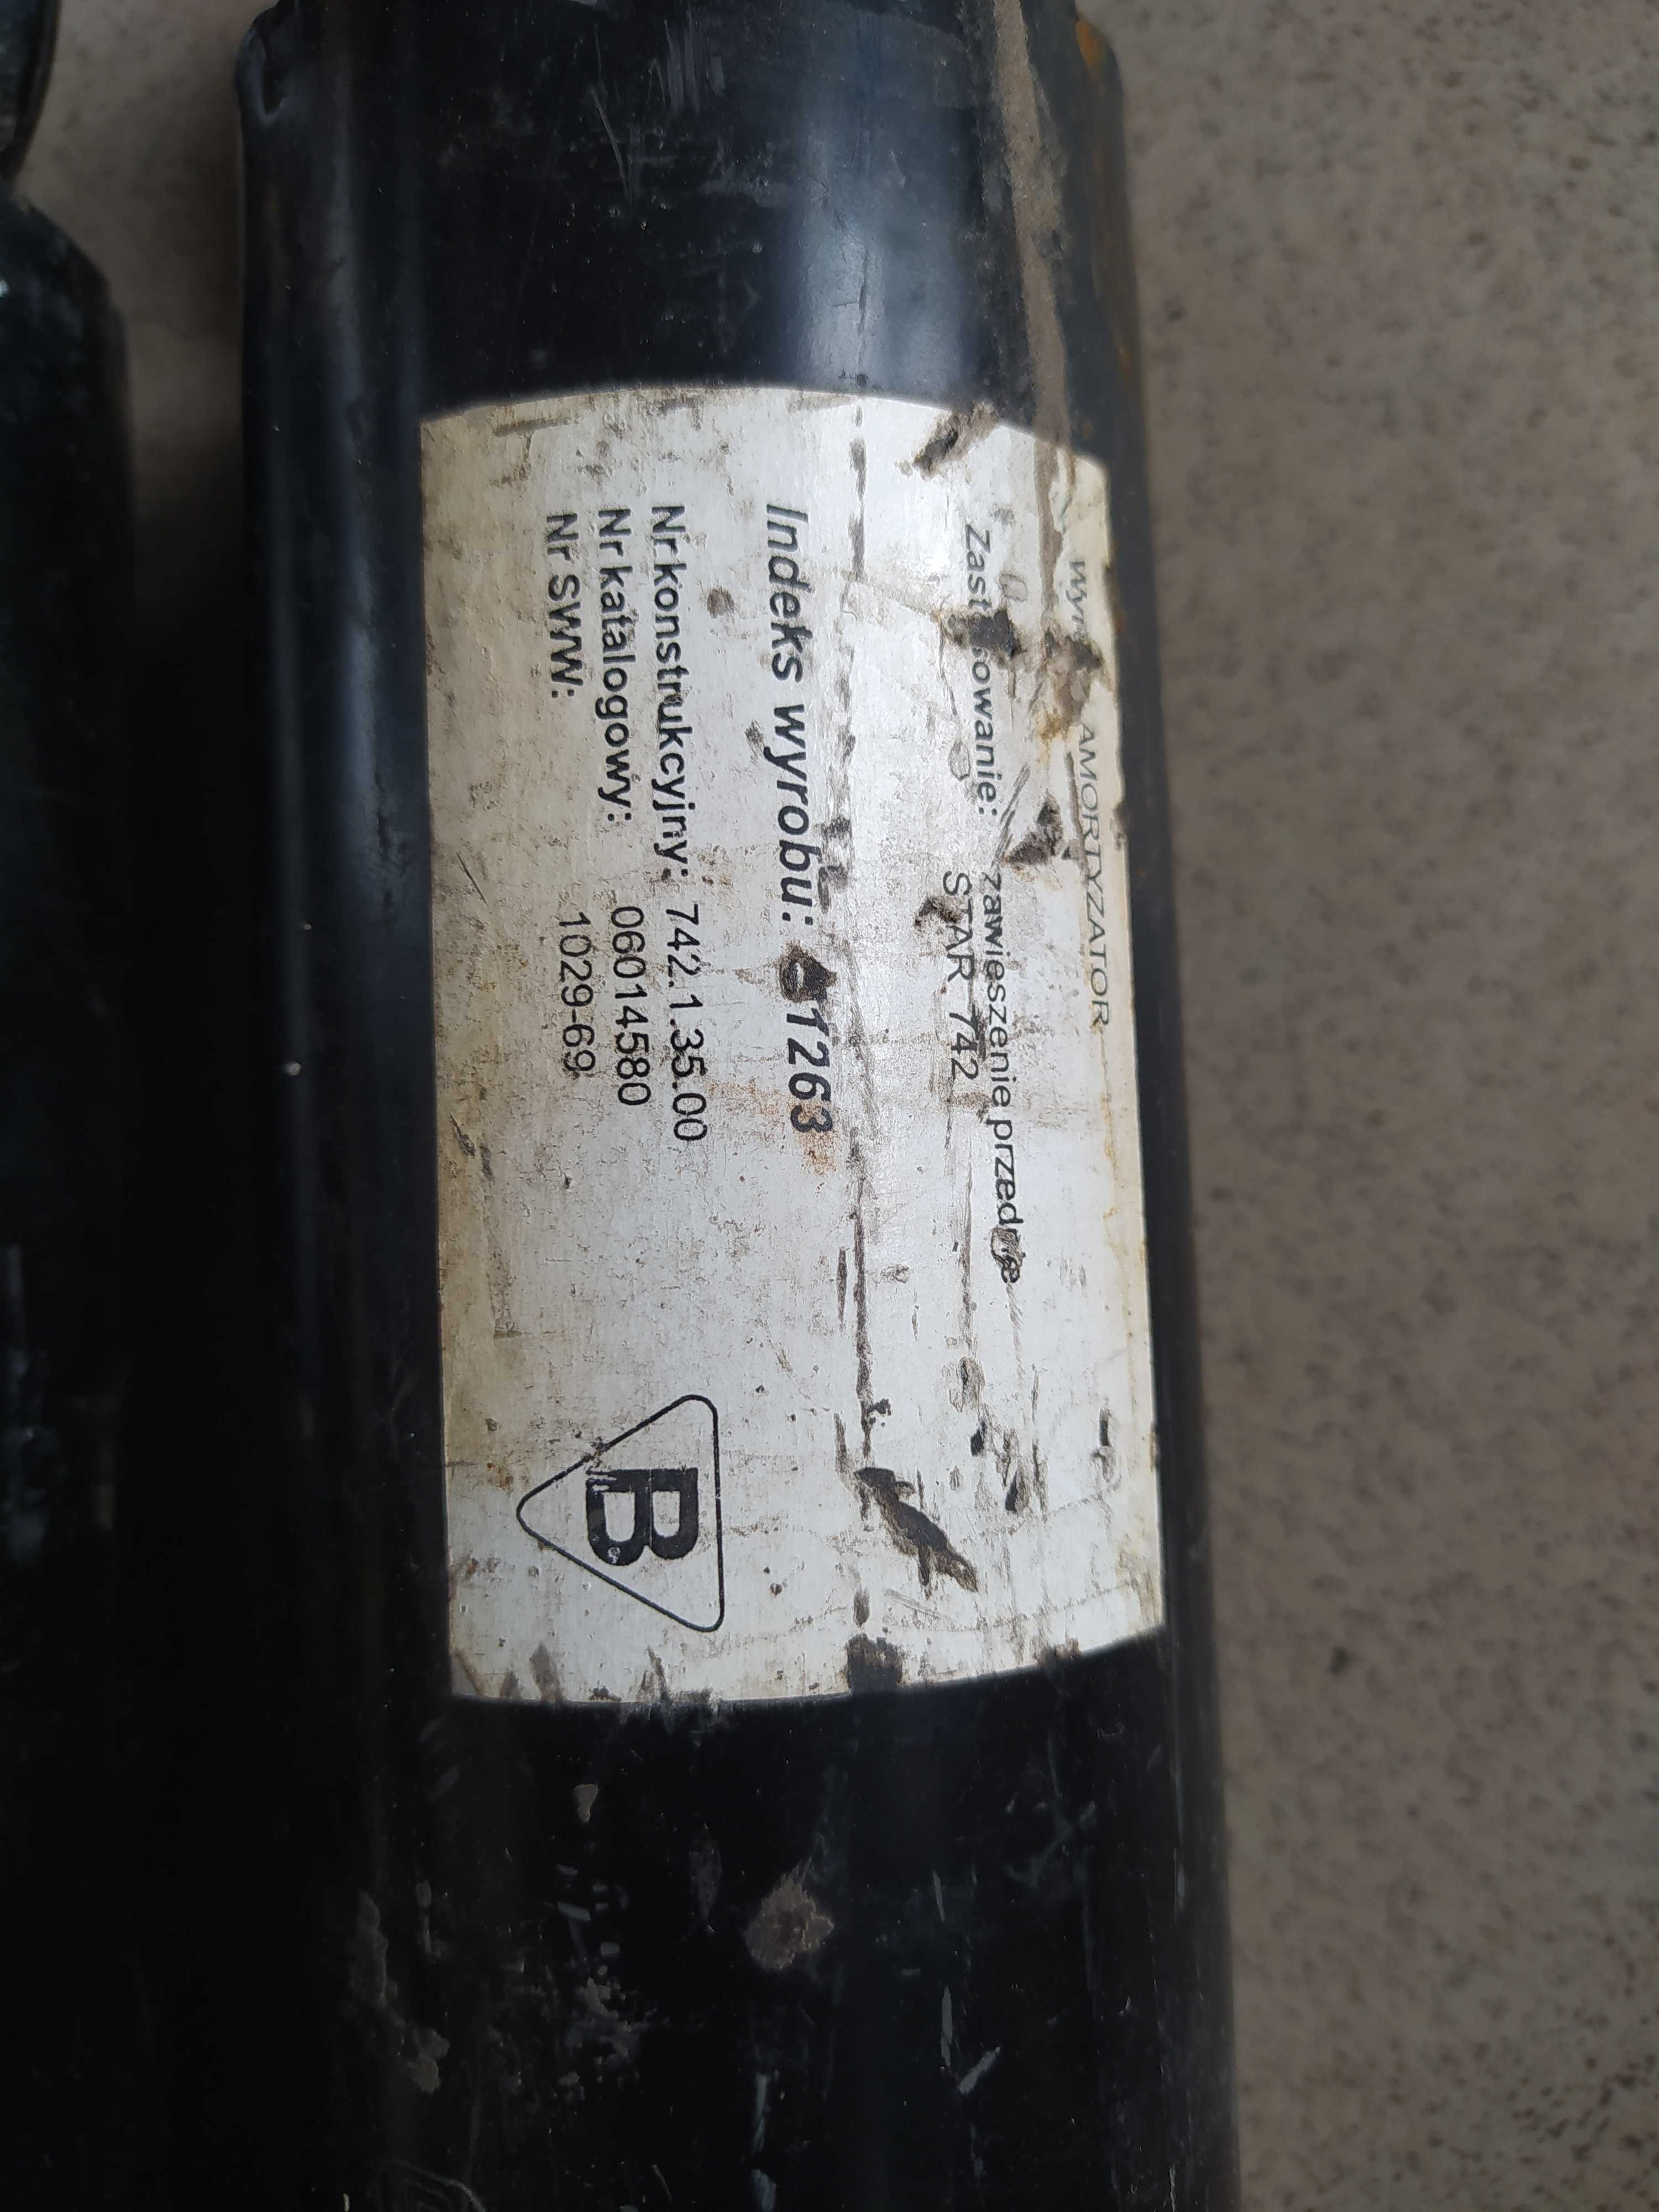 AMORTYZATOR
Zastosowanie: zawieszenie przednie
STAR 742
Indeks wyrobu:
Nr konstrukcyjny: 742.1.35.00
Nr katalogowy: 06014580
Nr SWW: 1029-69
B